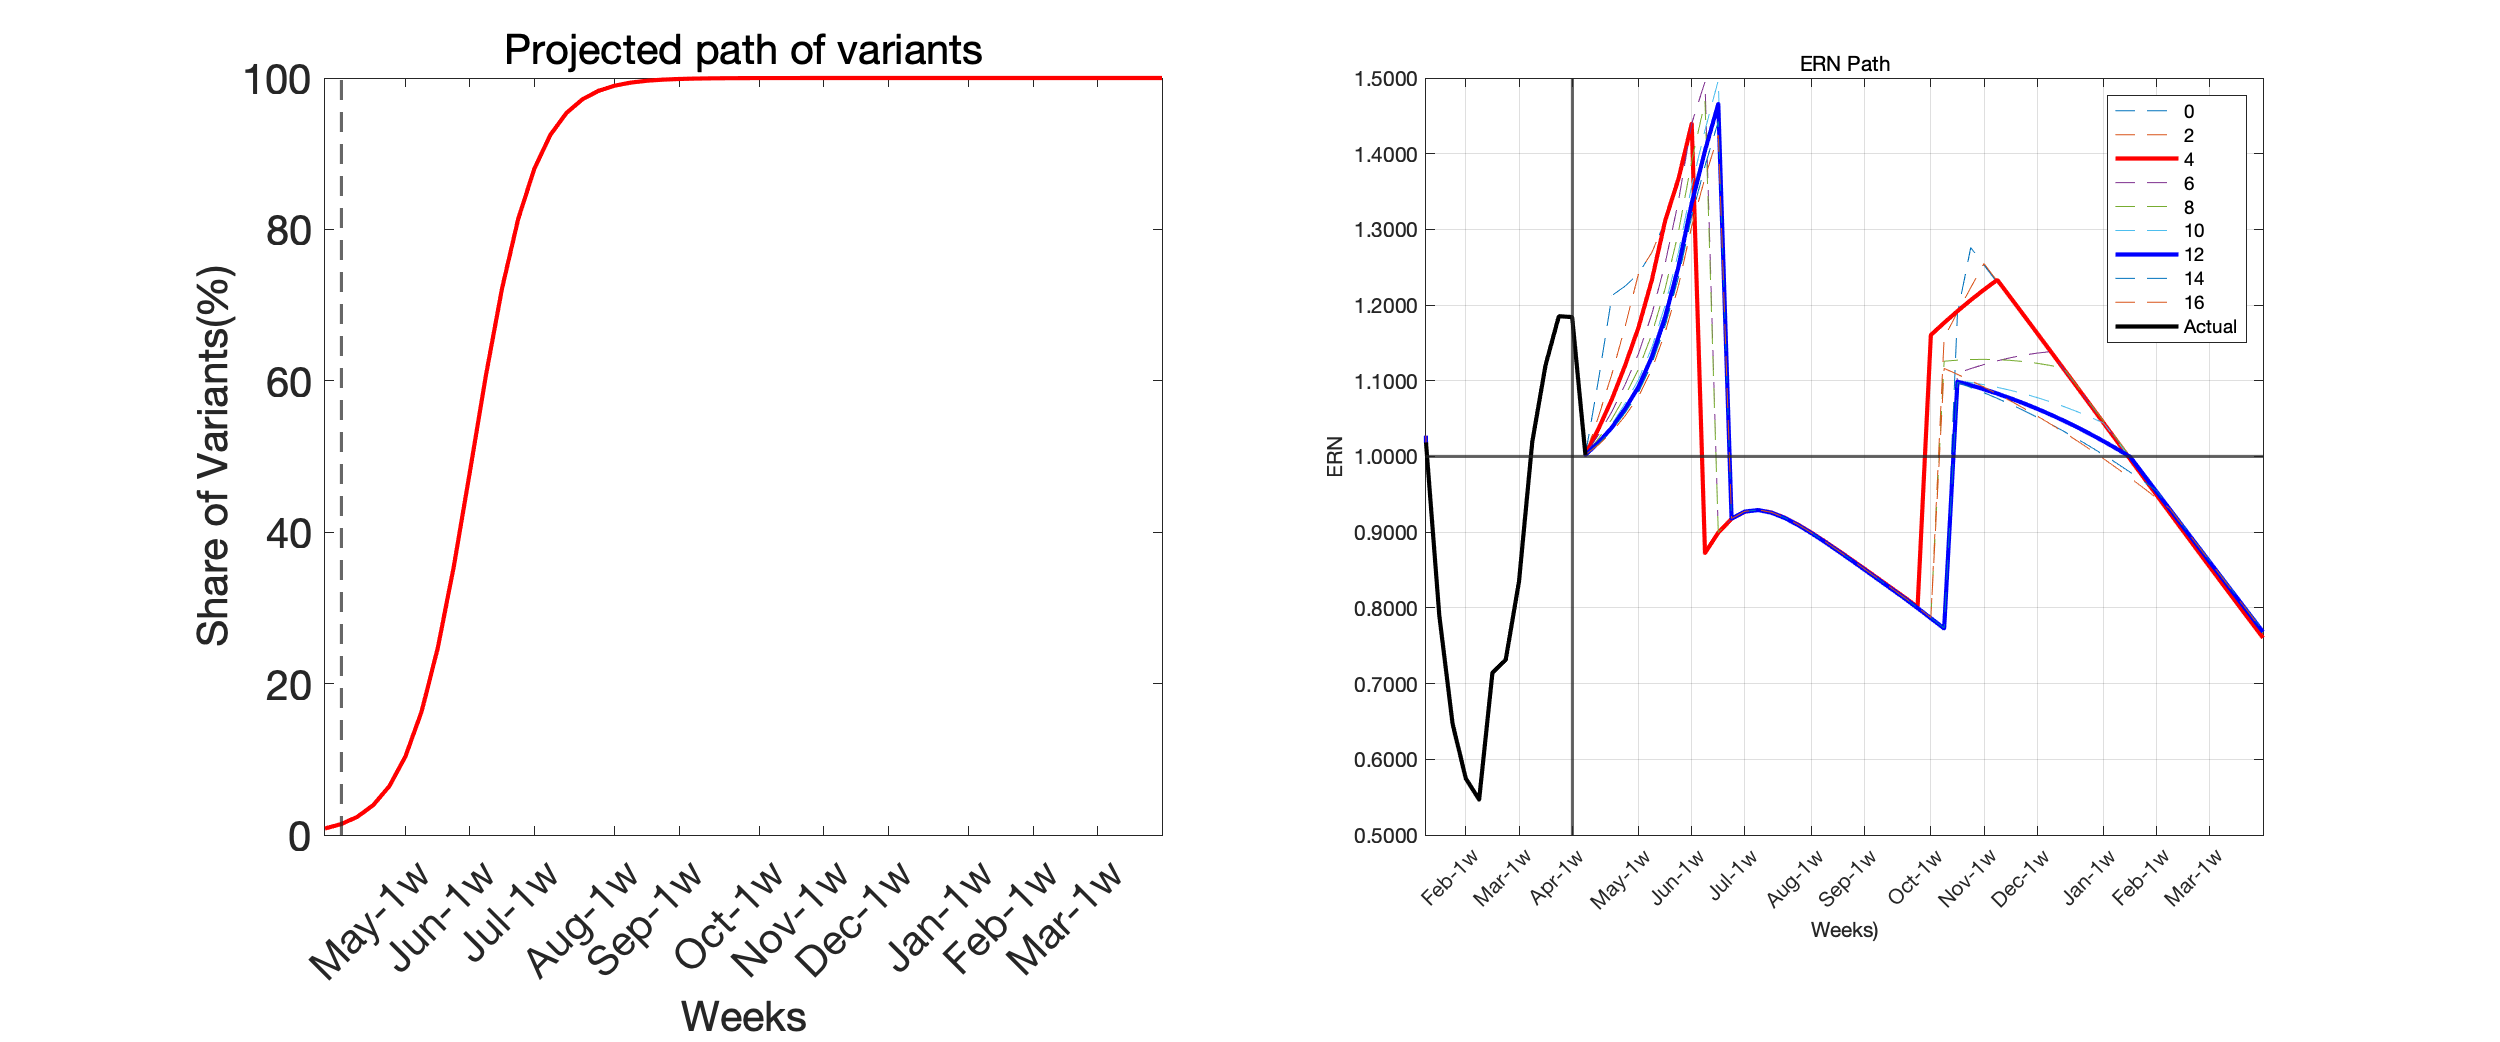 Projected path of variants
Share of Variants(%)
100
80
60
40
20
0
May-1w
Jun-1w
Jul-1w
Aug-1w
Sep-1w
Oct-1w
Nov-1w
Dec-1w
Jan-1w
Feb-1w
Mar-1w
Weeks
ERN Path
ERN
1.5000
1.4000
1.3000
1.2000
1.1000
1.0000
0.9000
0.8000
0.7000
0.6000
0.5000
0
2
4
6
8
10
12
14
16
Actual
Feb-1w
Mar-1w
Apr-1w
May-1w
Jun-1w
Jul-1w
Aug-1w
Sep-1w
Oct-1w
Nov-1w
Dec-1w
Jan-1w
Feb-1w
Mar-1w
Weeks)